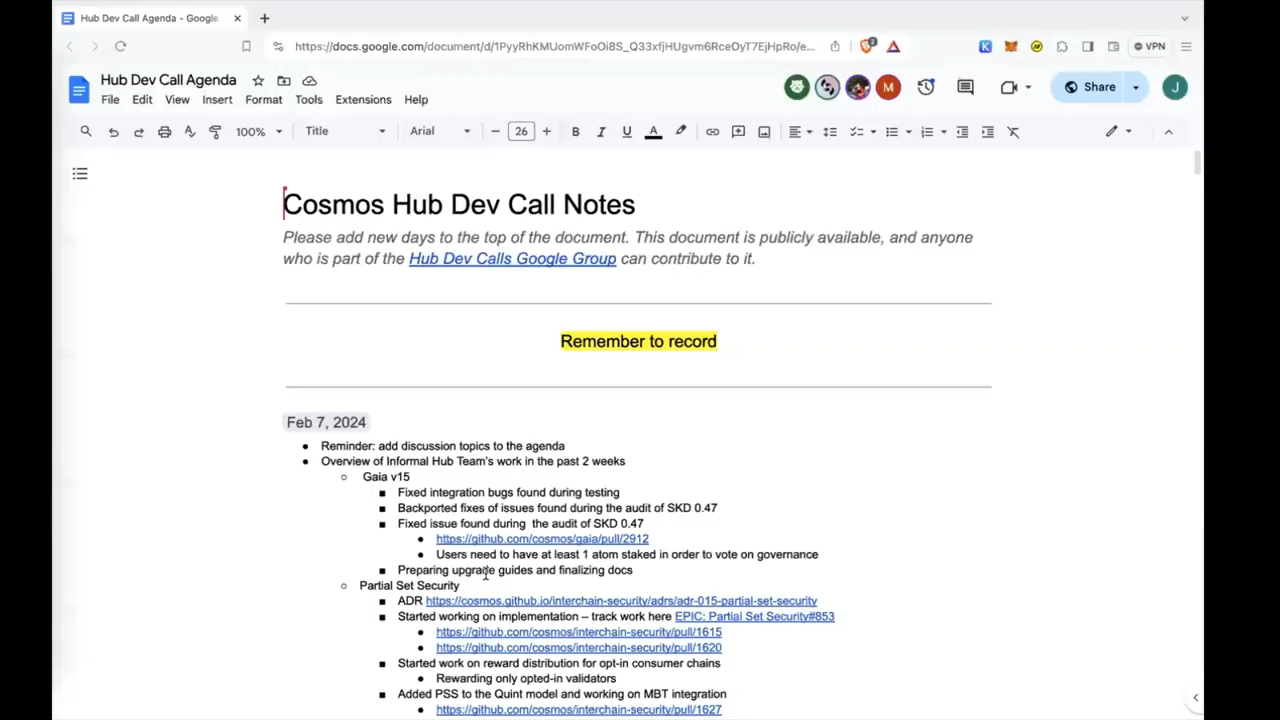 Hub Dev Call Agenda - Google
https://docs.google.com/document/d/1PyyRhKMUomWFoOi8S_Q33xfjHUgvm6RceOyT7EjHpRo/e...
VPN
Hub Dev Call Agenda
File Edit View Insert Format Tools Extensions Help
M
Share
J
100% Title Arial 26 B I U A
Cosmos Hub Dev Call Notes
Please add new days to the top of the document. This document is publicly available, and anyone
who is part of the Hub Dev Calls Google Group can contribute to it.
Remember to record
Feb 7, 2024
Reminder: add discussion topics to the agenda
Overview of Informal Hub Team's work in the past 2 weeks
Gaia v15
Fixed integration bugs found during testing
Backported fixes of issues found during the audit of SKD 0.47
Fixed issue found during the audit of SKD 0.47
https://github.com/cosmos/gaia/pull/2912
Users need to have at least 1 atom staked in order to vote on governance
Preparing upgrade guides and finalizing docs
Partial Set Security
ADR https://cosmos.github.io/interchain-security/adrs/adr-015-partial-set-security
Started working on implementation – track work here EPIC: Partial Set Security#853
https://github.com/cosmos/interchain-security/pull/1615
https://github.com/cosmos/interchain-security/pull/1620
Started work on reward distribution for opt-in consumer chains
Rewarding only opted-in validators
Added PSS to the Quint model and working on MBT integration
https://github.com/cosmos/interchain-security/pull/1627